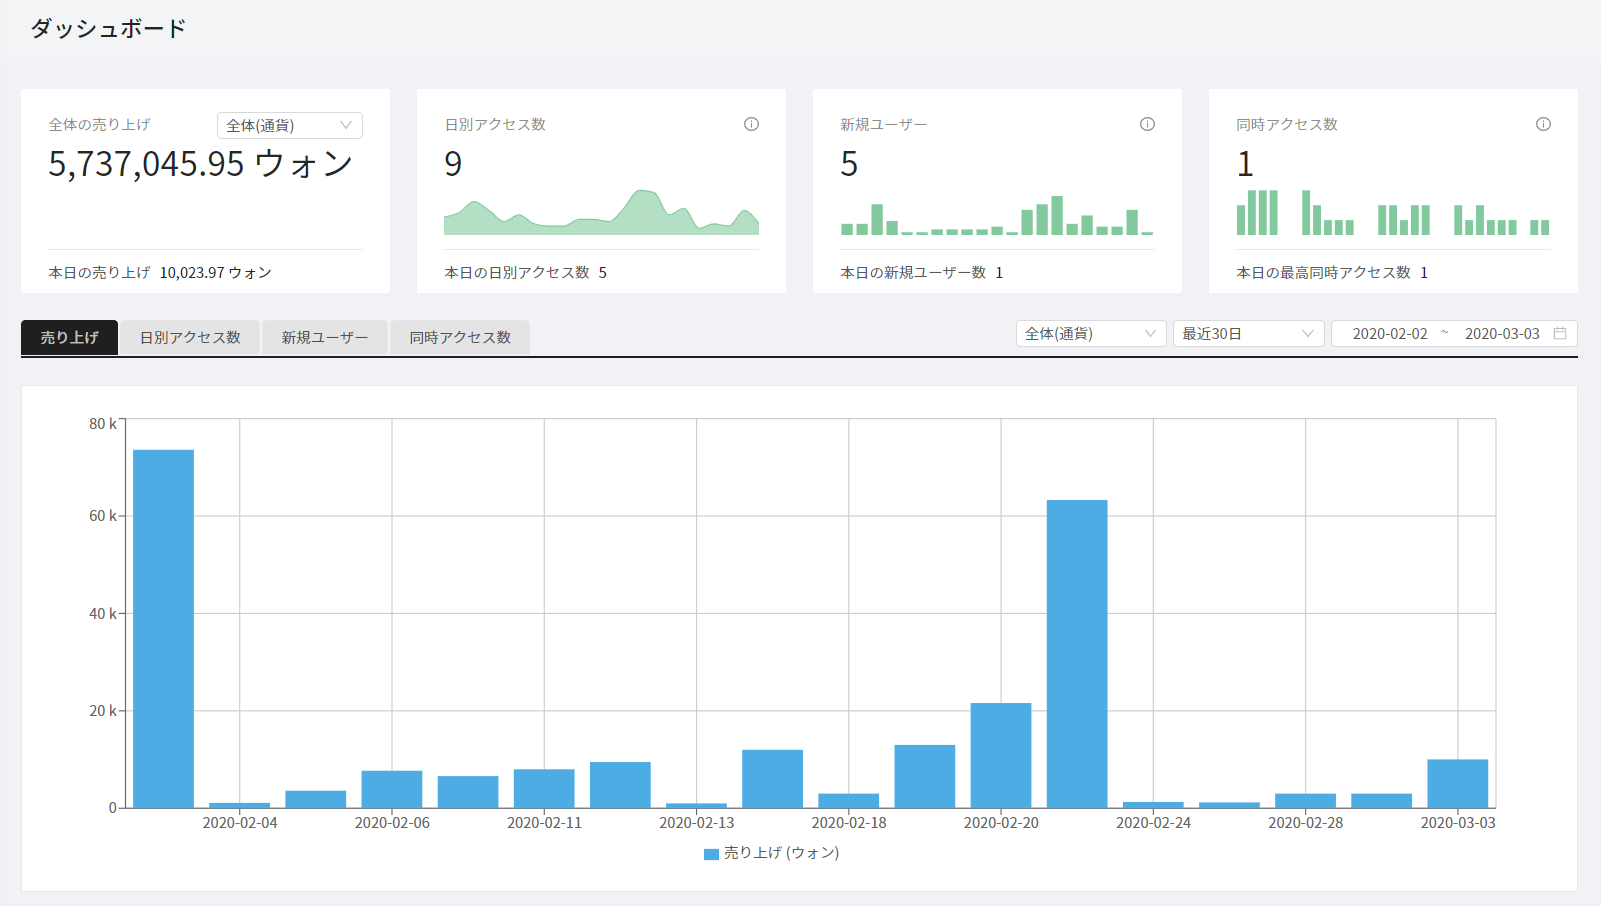 ダッシュボード
全体の売り上げ 全体(通貨)
5,737,045.95 ウォン
本日の売り上げ 10,023.97 ウォン
日別アクセス数
9
本日の日別アクセス数 5
新規ユーザー
5
本日の新規ユーザー数 1
同時アクセス数
1
本日の最高同時アクセス数 1
売り上げ 日別アクセス数 新規ユーザー 同時アクセス数 全体(通貨) 最近30日 2020-02-02 ~ 2020-03-03
80 k
60 k
40 k
20 k
0
2020-02-04 2020-02-06 2020-02-11 2020-02-13 2020-02-18 2020-02-20 2020-02-24 2020-02-28 2020-03-03
売り上げ (ウォン)